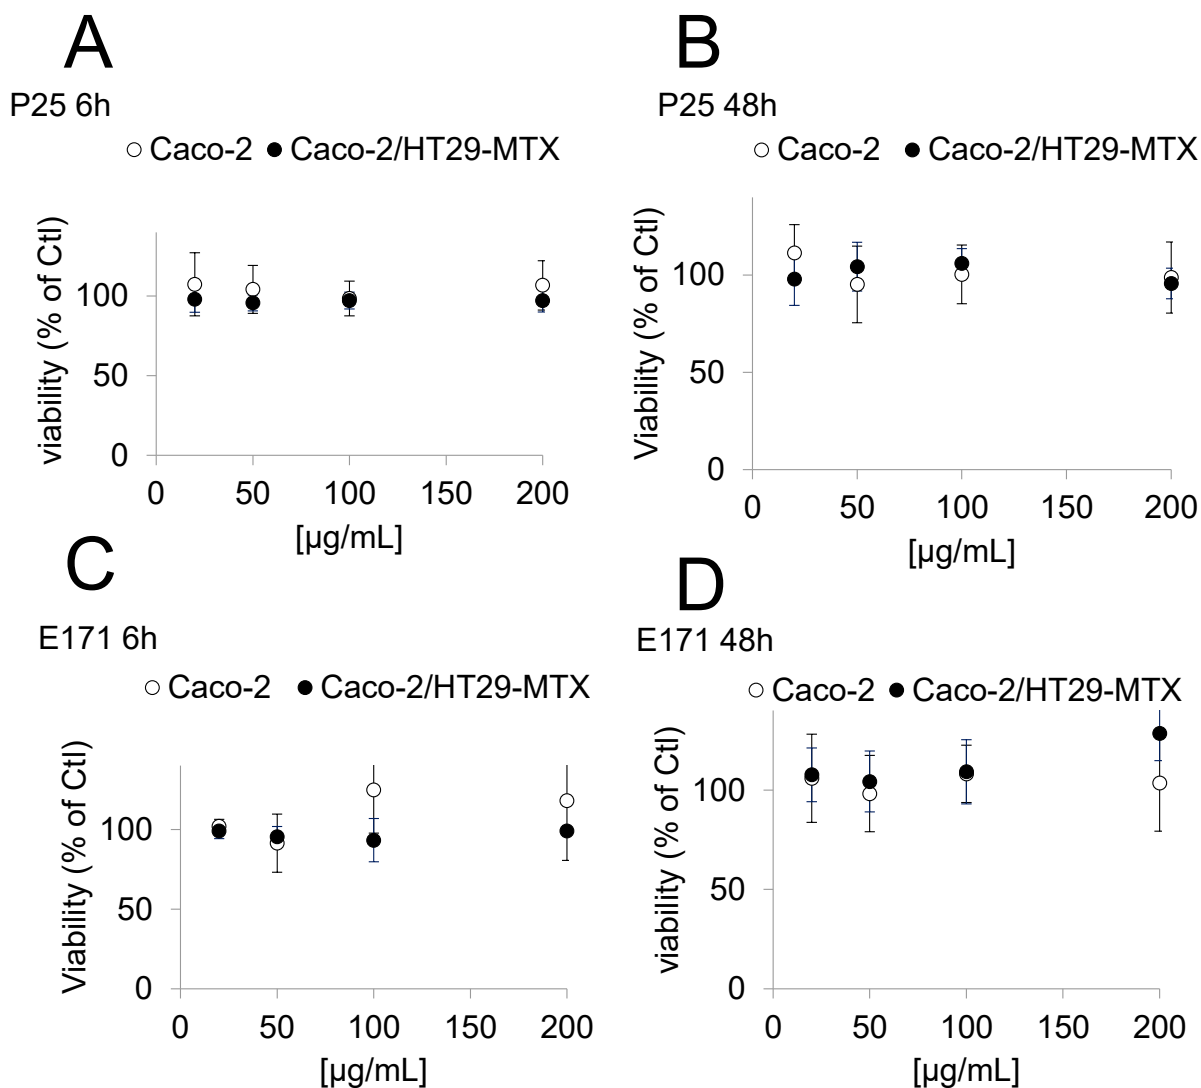 A
P25 6h
Caco-2 Caco-2/HT29-MTX
viability (% of Ctl)
100
50
0
0 50 100 150 200
[µg/mL]
B
P25 48h
Caco-2 Caco-2/HT29-MTX
Viability (% of Ctl)
100
50
0
0 50 100 150 200
[µg/mL]
C
E171 6h
Caco-2 Caco-2/HT29-MTX
Viability (% of Ctl)
100
50
0
0 50 100 150 200
[µg/mL]
D
E171 48h
Caco-2 Caco-2/HT29-MTX
viability (% of Ctl)
100
50
0
0 50 100 150 200
[µg/mL]